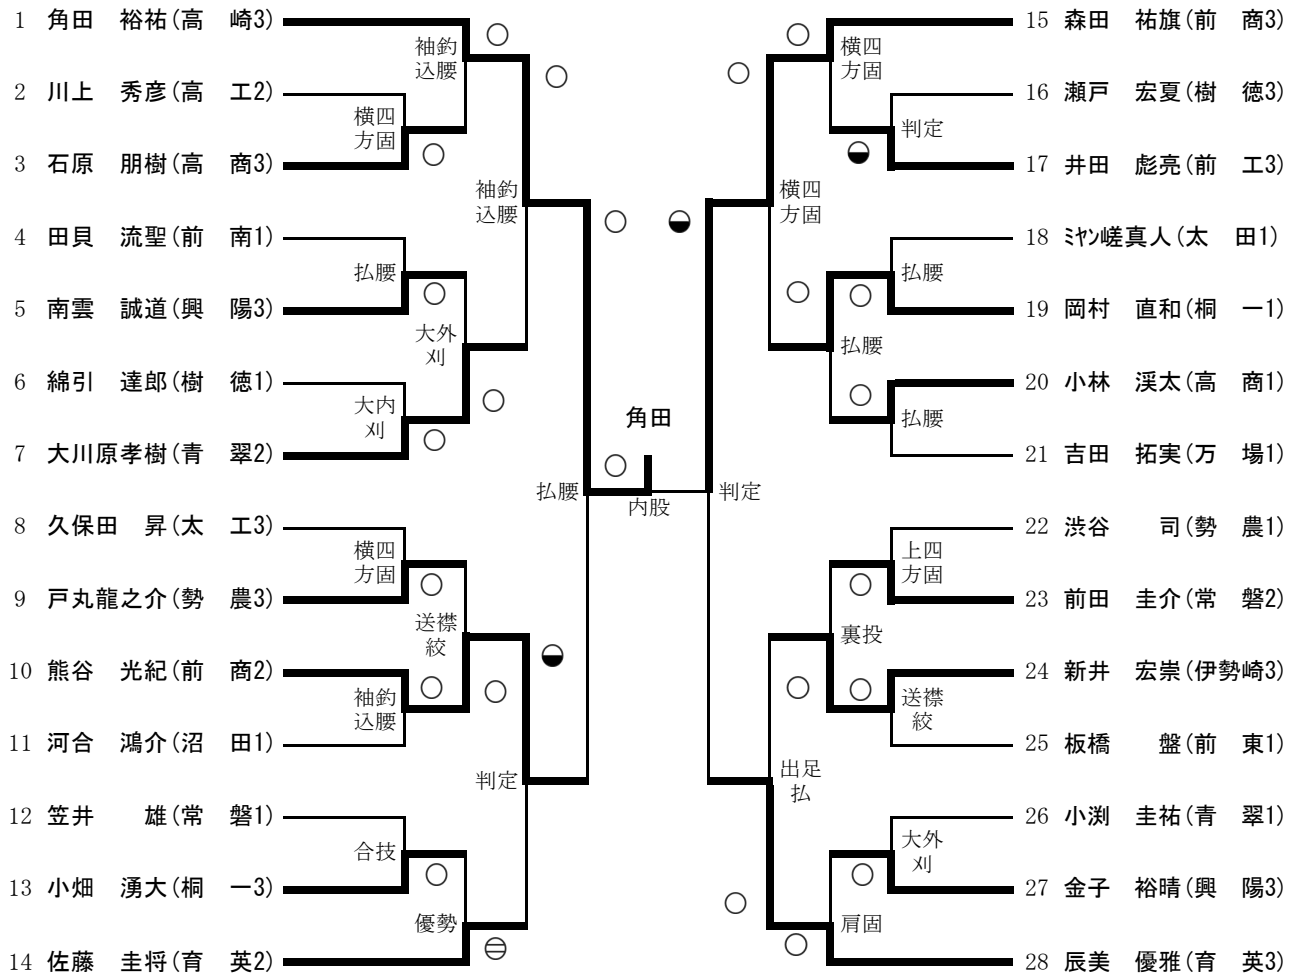 1 角田　裕祐(高　崎3)
袖釣
込腰
2 川上　秀彦(高　工2)
横四
方固
3 石原　朋樹(高　商3)
袖釣
込腰
4 田貝　流聖(前　南1)
払腰
5 南雲　誠道(興　陽3)
大外
刈
6 綿引　達郎(樹　徳1)
大内
刈
7 大川原孝樹(青　翠2)
払腰
8 久保田　昇(太　工3)
横四
方固
9 戸丸龍之介(勢　農3)
送襟
絞
10 熊谷　光紀(前　商2)
袖釣
込腰
11 河合　鴻介(沼　田1)
判定
12 笠井　　雄(常　磐1)
合技
13 小畑　湧大(桐　一3)
優勢
14 佐藤　圭将(育　英2)
角田
内股
15 森田　祐旗(前　商3)
横四
方固
16 瀬戸　宏夏(樹　徳3)
判定
17 井田　彪亮(前　工3)
横四
方固
18 ﾐﾔﾝ嵯真人(太　田1)
払腰
19 岡村　直和(桐　一1)
払腰
20 小林　渓太(高　商1)
払腰
21 吉田　拓実(万　場1)
判定
22 渋谷　　司(勢　農1)
上四
方固
23 前田　圭介(常　磐2)
裏投
24 新井　宏崇(伊勢崎3)
送襟
絞
25 板橋　　盤(前　東1)
出足
払
26 小渕　圭祐(青　翠1)
大外
刈
27 金子　裕晴(興　陽3)
肩固
28 辰美　優雅(育　英3)